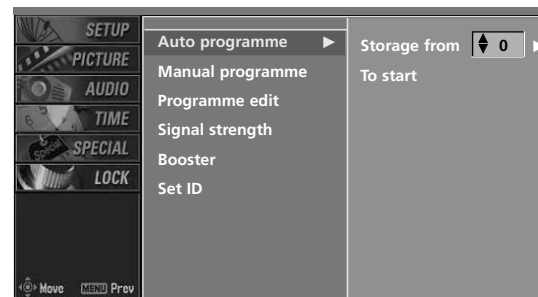 SETUP
PICTURE
AUDIO
TIME
SPECIAL
LOCK
Move MENU Prev
Auto programme
Manual programme
Programme edit
Signal strength
Booster
Set ID
Storage from 0
To start